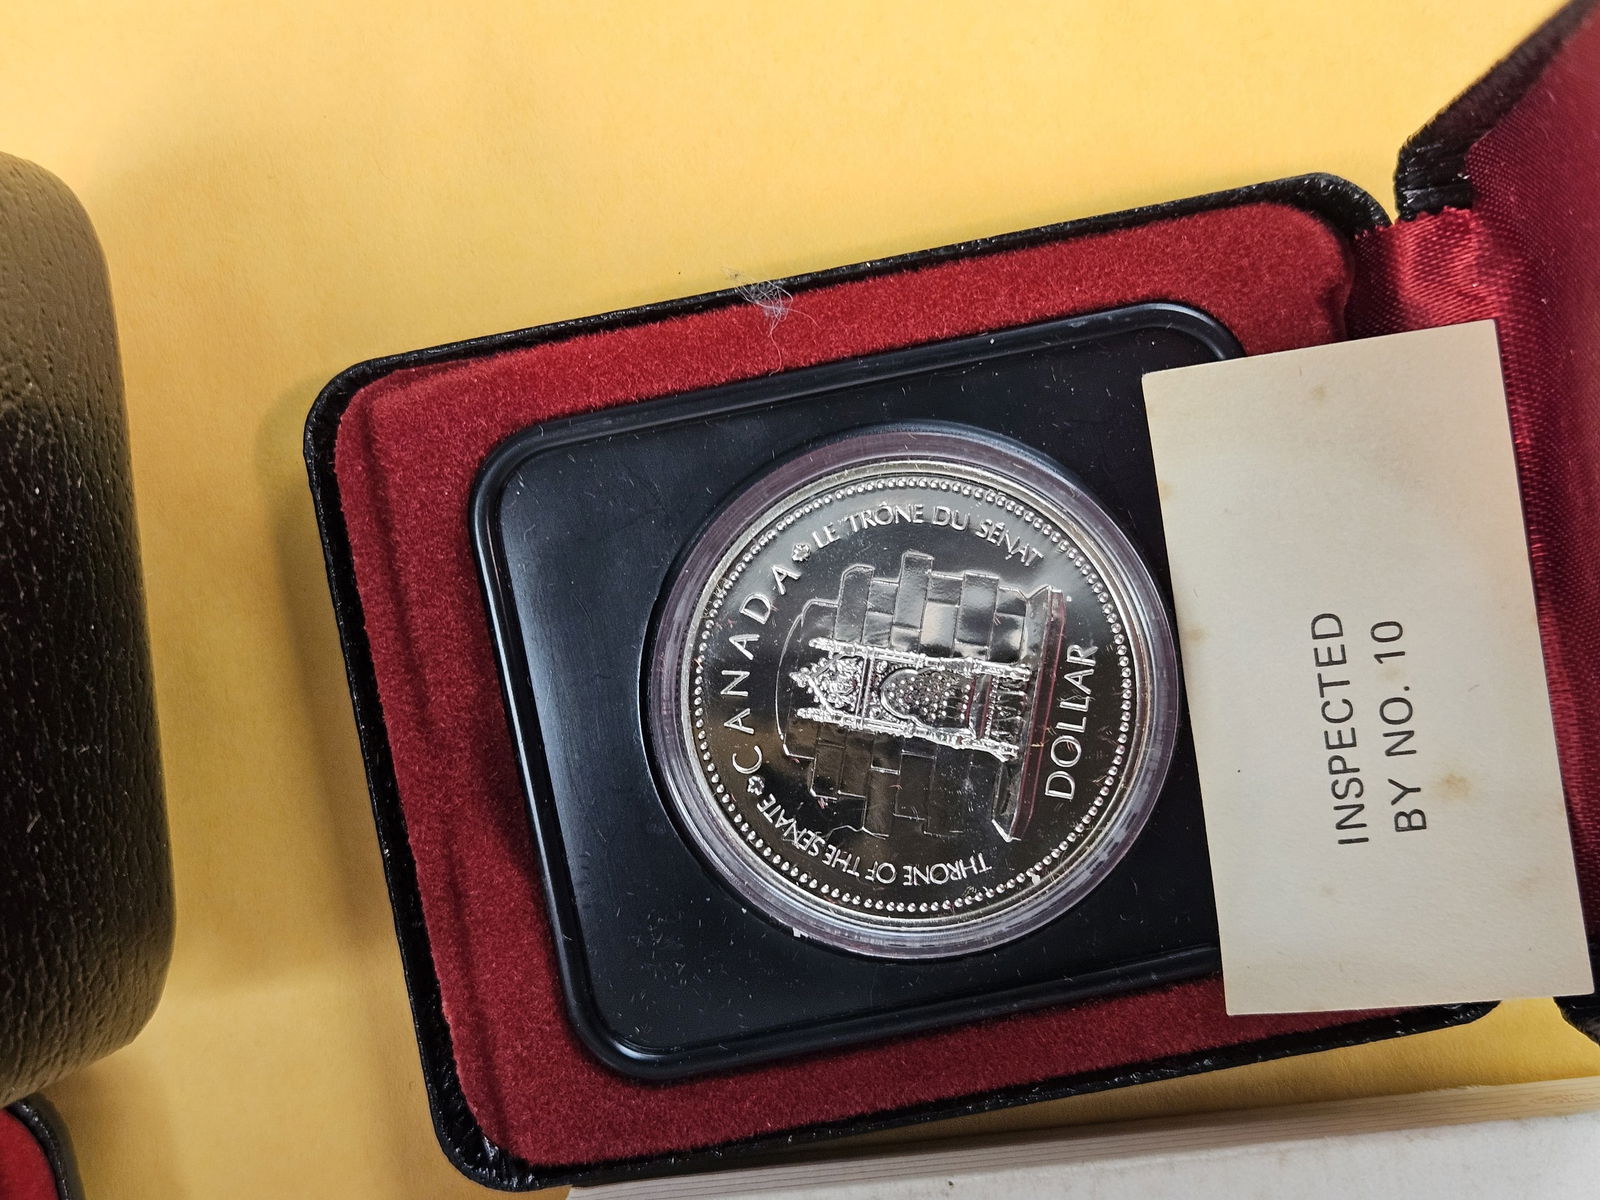 THRONE OF THE SENATE CANADA LE TRÔNE DU SÉNAT
DOLLAR
INSPECTED
BY NO. 10